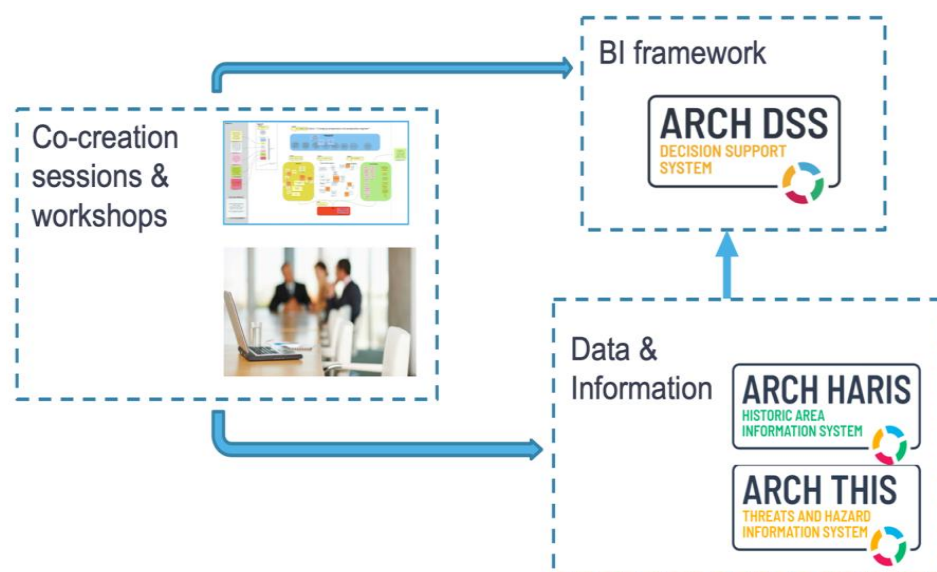 Co-creation
sessions &
workshops
BI framework
ARCH DSS
DECISION SUPPORT
SYSTEM
Data &
Information
ARCH HARIS
HISTORIC AREA
INFORMATION SYSTEM
ARCH THIS
THREATS AND HAZARD
INFORMATION SYSTEM